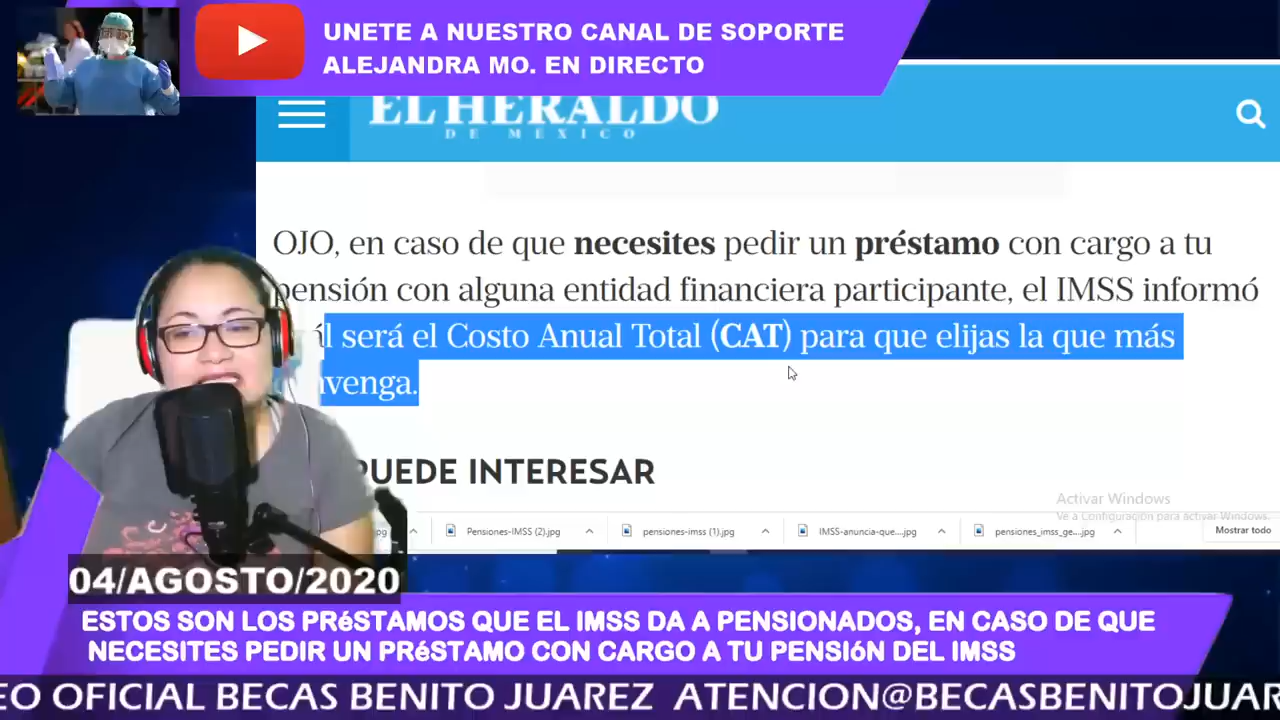 UNETE A NUESTRO CANAL DE SOPORTE
ALEJANDRA MO. EN DIRECTO
EL HERALDO
DE MÉXICO
OJO, en caso de que necesites pedir un préstamo con cargo a tu
pensión con alguna entidad financiera participante, el IMSS informó
será el Costo Anual Total (CAT) para que elijas la que más
PUEDE INTERESAR
Activar Windows
Ve a Configuración para activar Windows.
Pensiones-IMSS (2).jpg
pensiones-imss (1).jpg
IMSS-anuncia-que....jpg
pensiones_imss_ge....jpg
Mostrar todo
04/AGOSTO/2020
ESTOS SON LOS PRéSTAMOS QUE EL IMSS DA A PENSIONADOS, EN CASO DE QUE
NECESITES PEDIR UN PRéSTAMO CON CARGO A TU PENSIóN DEL IMSS
EO OFICIAL BECAS BENITO JUAREZ ATENCION@BECASBENITOJUAR